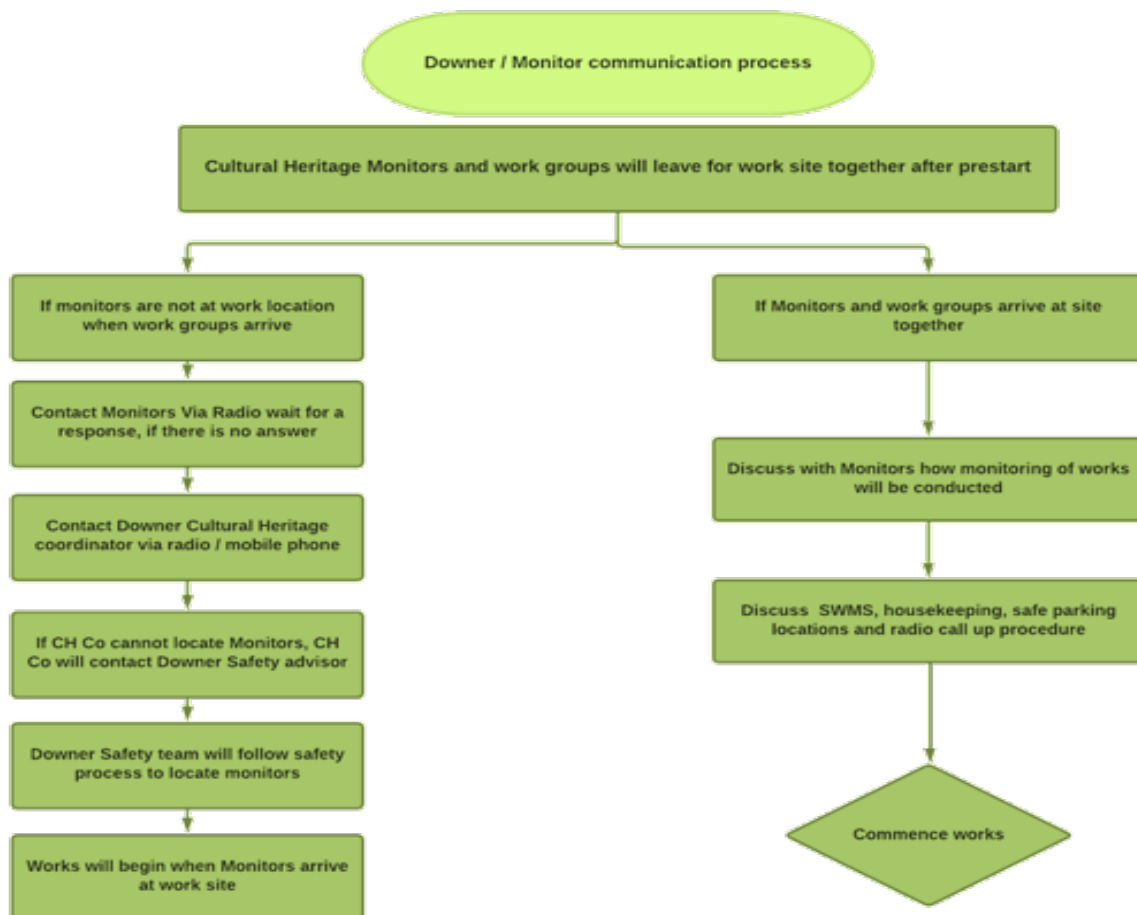 Downer / Monitor communication process
Cultural Heritage Monitors and work groups will leave for work site together after prestart
If monitors are not at work location
when work groups arrive
Contact Monitors Via Radio wait for a
response, if there is no answer
Contact Downer Cultural Heritage
coordinator via radio / mobile phone
If CH Co cannot locate Monitors, CH
Co will contact Downer Safety advisor
Downer Safety team will follow safety
process to locate monitors
Works will begin when Monitors arrive
at work site
If Monitors and work groups arrive at site
together
Discuss with Monitors how monitoring of works
will be conducted
Discuss SWMS, housekeeping, safe parking
locations and radio call up procedure
Commence works